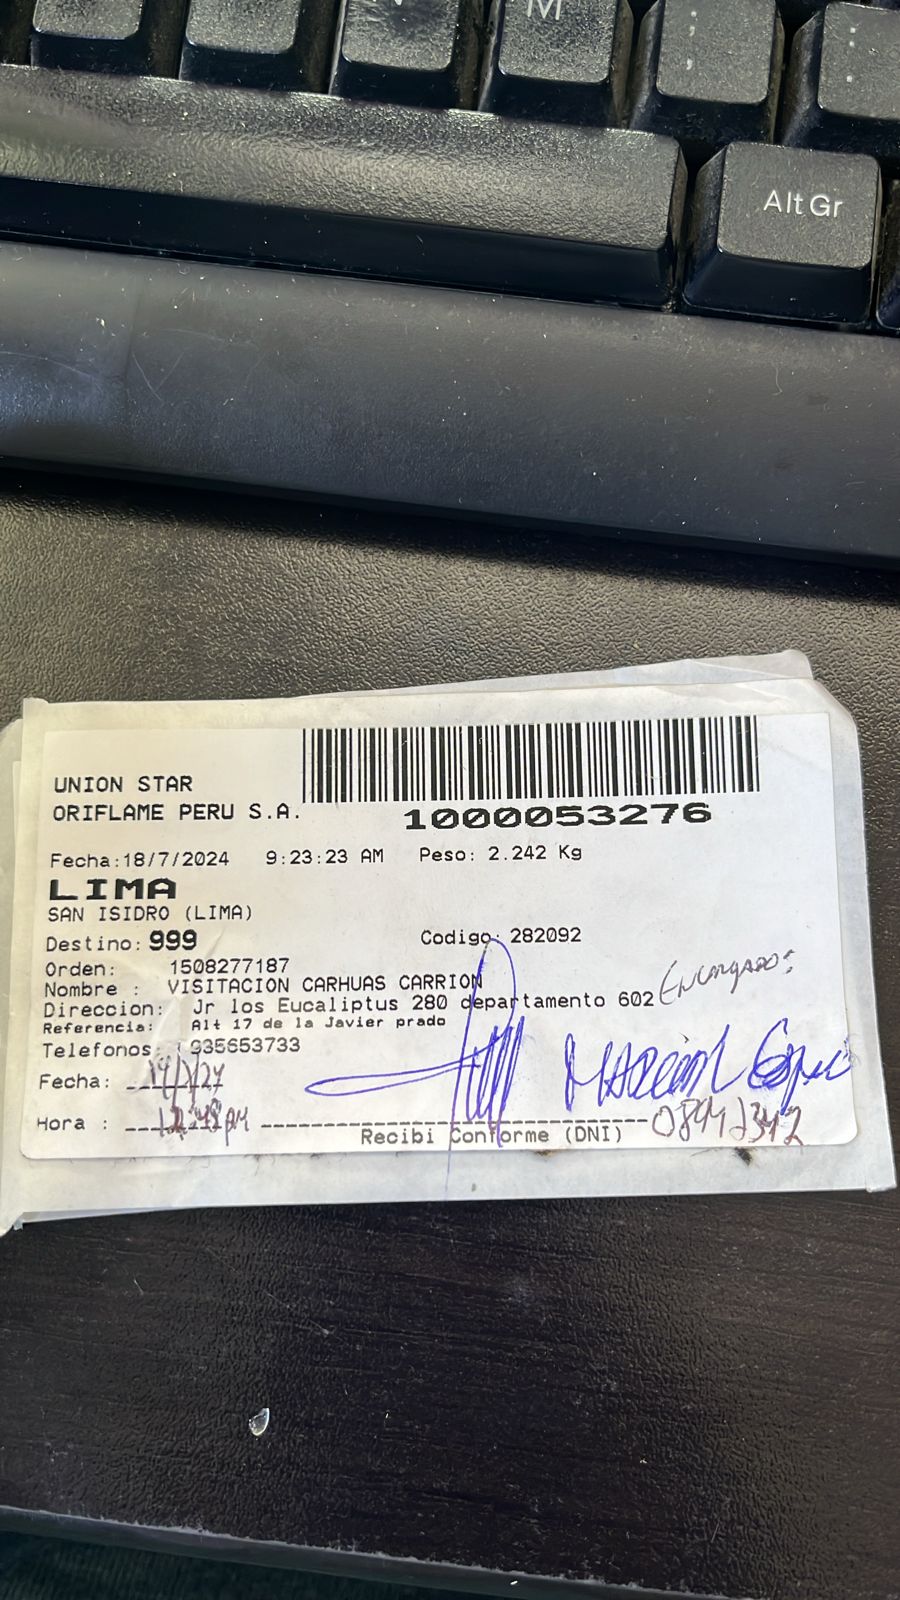 M
Alt Gr
UNION STAR
ORIFLAME PERU S.A.
1000053276
Fecha:18/7/2024 9:23:23 AM Peso: 2.242 Kg
LIMA
SAN ISIDRO (LIMA)
Destino: 999 Codigo: 282092
Orden: 1508277187
Nombre : VISITACION CARHUAS CARRION
Direccion: Jr los Eucaliptus 280 departamento 602 Encargado:
Referencia: Alt 17 de la Javier prado
Telefonos: 935653733
Fecha:
Hora :
Recibi Conforme (DNI)